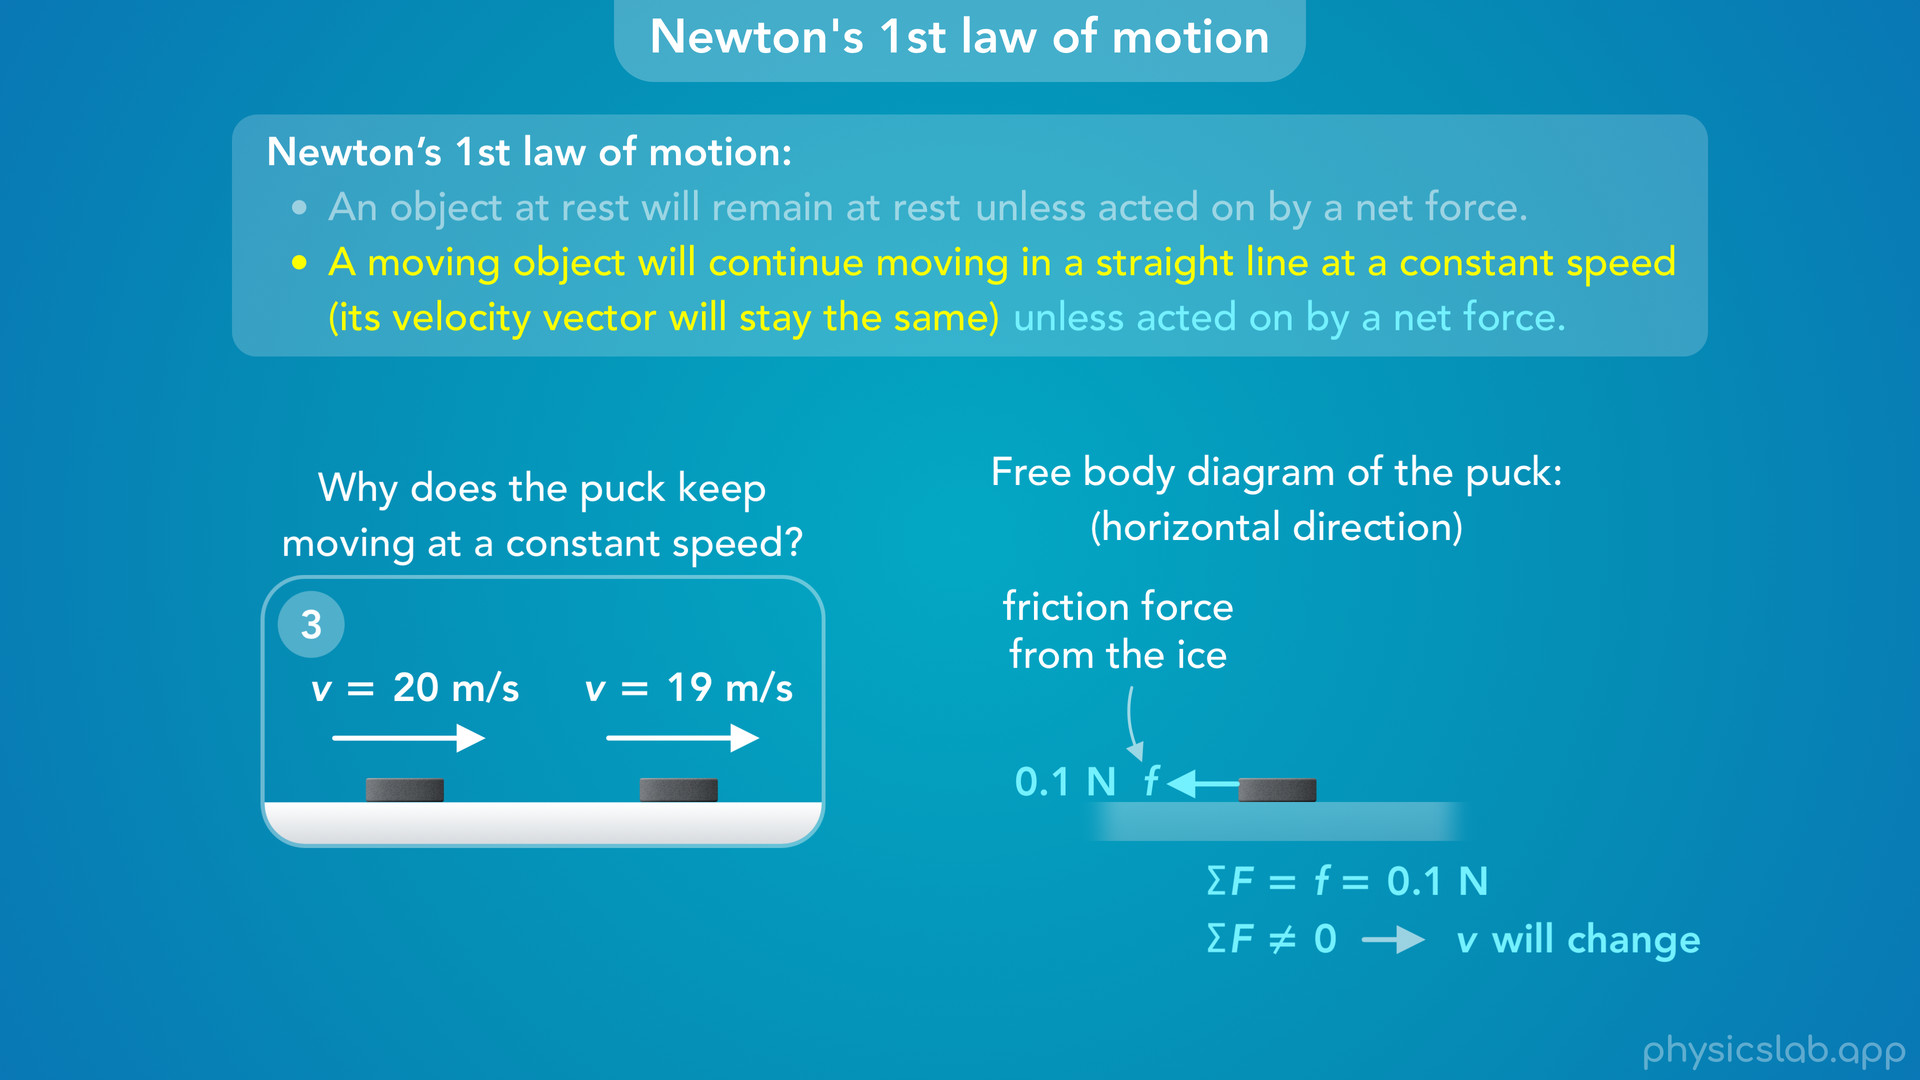 Newton's 1st law of motion
Newton’s 1st law of motion:
• An object at rest will remain at rest unless acted on by a net force.
• A moving object will continue moving in a straight line at a constant speed
(its velocity vector will stay the same) unless acted on by a net force.
Why does the puck keep
moving at a constant speed?
3
v = 20 m/s v = 19 m/s
Free body diagram of the puck:
(horizontal direction)
friction force
from the ice
0.1 N f
ΣF = f = 0.1 N
ΣF ≠ 0 → v will change
physicslab.app